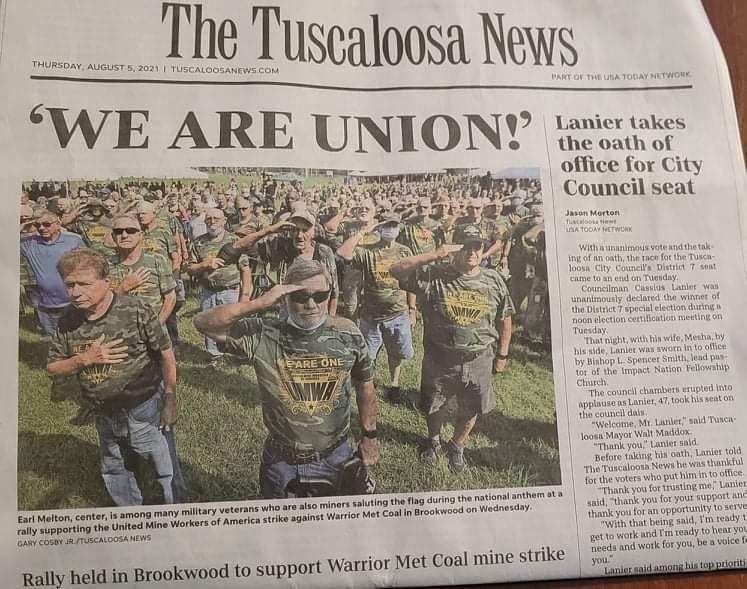 The Tuscaloosa News
THURSDAY, AUGUST 5, 2021 | TUSCALOOSANEWS.COM
PART OF THE USA TODAY NETWORK
‘WE ARE UNION!’
E ARE ONE
UMWA
Earl Melton, center, is among many military veterans who are also miners saluting the flag during the national anthem at a
rally supporting the United Mine Workers of America strike against Warrior Met Coal in Brookwood on Wednesday.
GARY COSBY JR./TUSCALOOSA NEWS
Rally held in Brookwood to support Warrior Met Coal mine strike
Lanier takes
the oath of
office for City
Council seat
Jason Morton
Tuscaloosa News
USA TODAY NETWORK
With a unanimous vote and the tak-
ing of an oath, the race for the Tusca-
loosa City Council's District 7 seat
came to an end on Tuesday.
Councilman Cassius Lanier was
unanimously declared the winner of
the District 7 special election during a
noon election certification meeting on
Tuesday.
That night, with his wife, Mesha, by
his side, Lanier was sworn in to office
by Bishop L. Spencer Smith, lead pas-
tor of the Impact Nation Fellowship
Church.
The council chambers erupted into
applause as Lanier, 47, took his seat on
the council dais.
"Welcome, Mr. Lanier," said Tusca-
loosa Mayor Walt Maddox.
"Thank you," Lanier said.
Before taking his oath, Lanier told
The Tuscaloosa News he was thankful
for the voters who put him in to office.
"Thank you for trusting me," Lanier
said, "thank you for your support and
thank you for an opportunity to serve
"With that being said, I'm ready t
get to work and I'm ready to hear you
needs and work for you, be a voice f
you."
Lanier said among his top prioriti